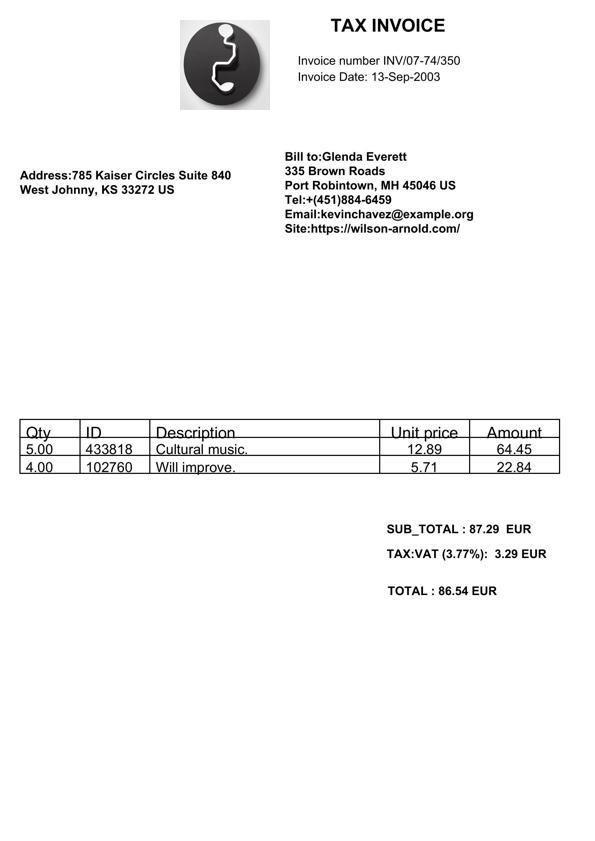 TAX INVOICE
Invoice number INV/07-74/350
Invoice Date: 13-Sep-2003
Address:785 Kaiser Circles Suite 840
West Johnny, KS 33272 US
Bill to:Glenda Everett
335 Brown Roads
Port Robintown, MH 45046 US
Tel:+(451)884-6459
Email:kevinchavez@example.org
Site:https://wilson-arnold.com/
Qty ID Description Unit price Amount
5.00 433818 Cultural music. 12.89 64.45
4.00 102760 Will improve. 5.71 22.84
SUB_TOTAL : 87.29 EUR
TAX:VAT (3.77%): 3.29 EUR
TOTAL : 86.54 EUR